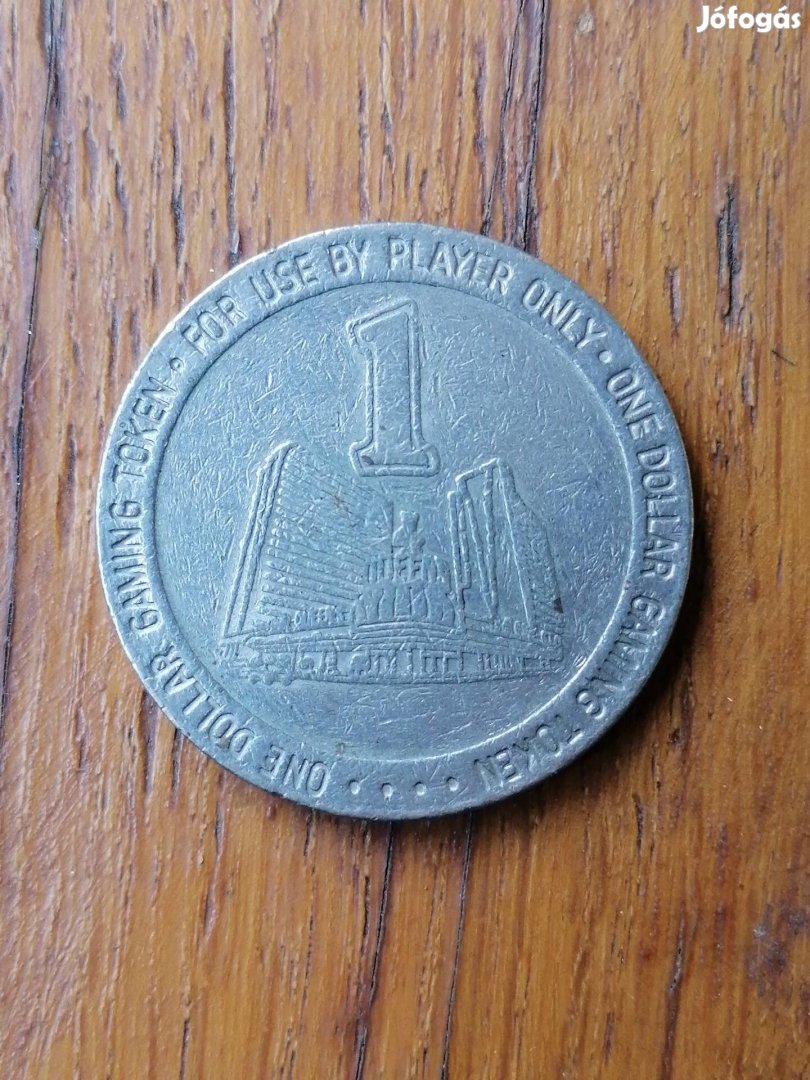 Jófogás
ONE DOLLAR GAMING TOKEN • FOR USE BY PLAYER ONLY • ONE DOLLAR GAMING TOKEN • • • •
1